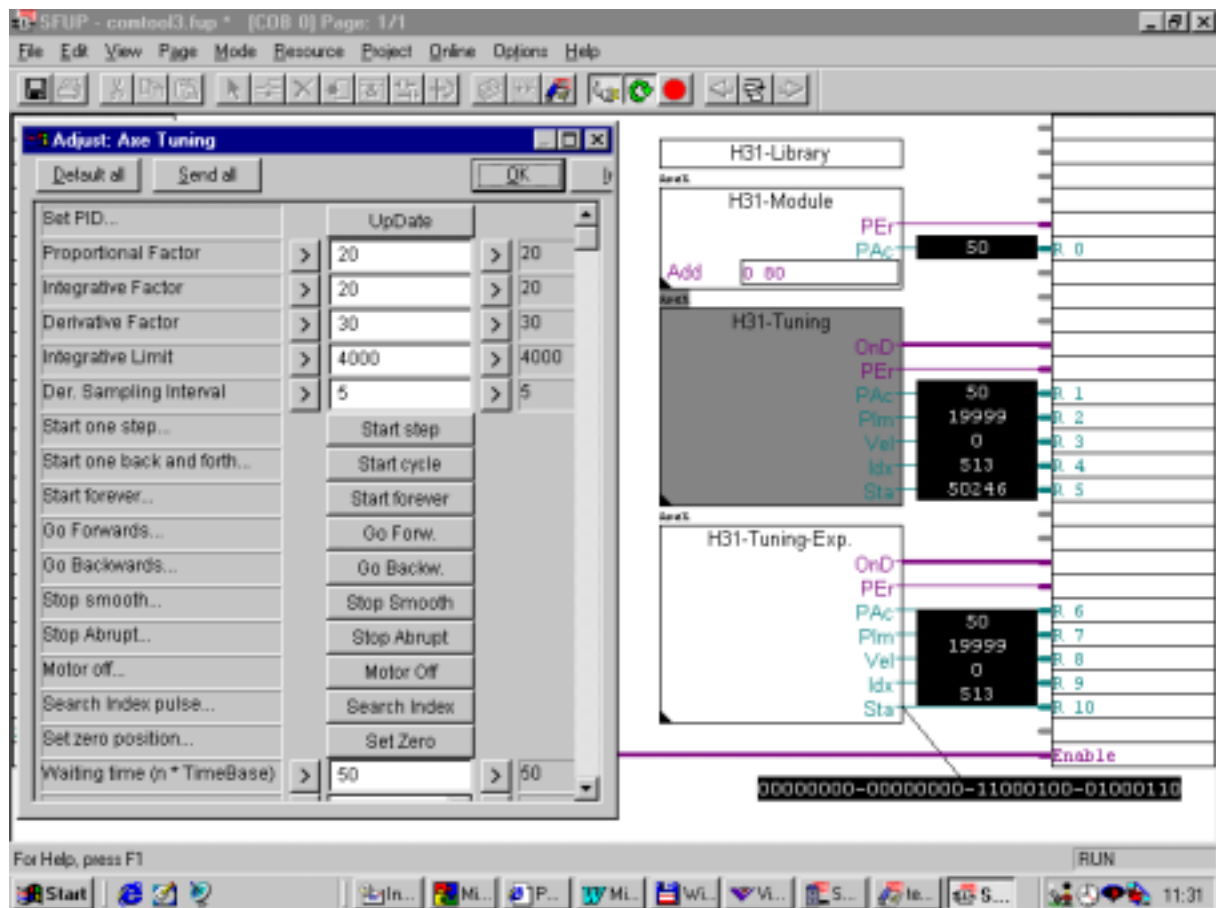 SFUP - comtool3.fup * [COB 0] Page: 1/1
File Edit View Page Mode Resource Project Online Options Help
Adjust: Axe Tuning
Default all Send all OK
Set PID... UpDate
Proportional Factor > 20 > 20
Integrative Factor > 20 > 20
Derivative Factor > 30 > 30
Integrative Limit > 4000 > 4000
Der. Sampling Interval > 5 > 5
Start one step... Start step
Start one back and forth... Start cycle
Start forever... Start forever
Go Forwards... Go Forw.
Go Backwards... Go Backw.
Stop smooth... Stop Smooth
Stop Abrupt... Stop Abrupt
Motor off... Motor Off
Search Index pulse... Search Index
Set zero position... Set Zero
Waiting time (n * TimeBase) > 50 > 50
H31-Library
H31-Module
PEr
PAc 50 R 0
Add 0 80
H31-Tuning
OnD
PEr
PAc 50 R 1
Plm 19999 R 2
Vel 0 R 3
Idx 513 R 4
Sta 50246 R 5
H31-Tuning-Exp.
OnD
PEr
PAc 50 R 6
Plm 19999 R 7
Vel 0 R 8
Idx 513 R 9
Sta R 10
Enable
00000000-00000000-11000100-01000110
For Help, press F1 RUN
Start In... Mi... P... Mi... Wi... Vi... S... te... S... 11:31